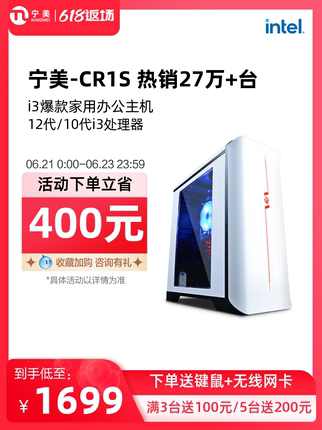 宁美 618返场
NINGMEI
intel.
宁美-CR1S 热销27万+台
i3爆款家用办公主机
12代/10代i3处理器
06.21 0:00-06.23 23:59
活动下单立省
400元
收藏加购 咨询有礼
*具体活动以详情为准
到手低至:
¥1699
下单送键鼠+无线网卡
满3台送100元/5台送200元